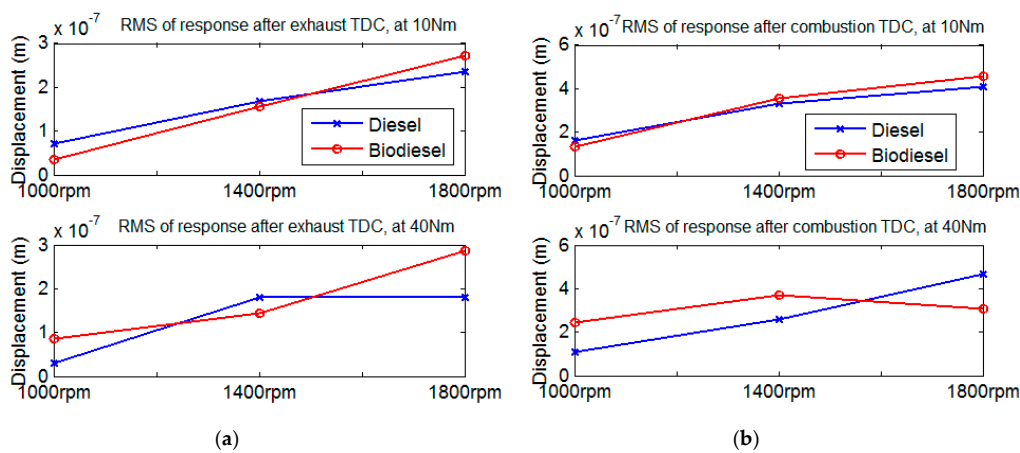 x 10^-7 RMS of response after exhaust TDC, at 10Nm
Displacement (m)
3
2
1
0
Diesel
Biodiesel
1000rpm 1400rpm 1800rpm
x 10^-7 RMS of response after exhaust TDC, at 40Nm
Displacement (m)
3
2
1
0
1000rpm 1400rpm 1800rpm
(a)
x 10^-7 RMS of response after combustion TDC, at 10Nm
Displacement (m)
6
4
2
0
Diesel
Biodiesel
1000rpm 1400rpm 1800rpm
x 10^-7 RMS of response after combustion TDC, at 40Nm
Displacement (m)
6
4
2
0
1000rpm 1400rpm 1800rpm
(b)